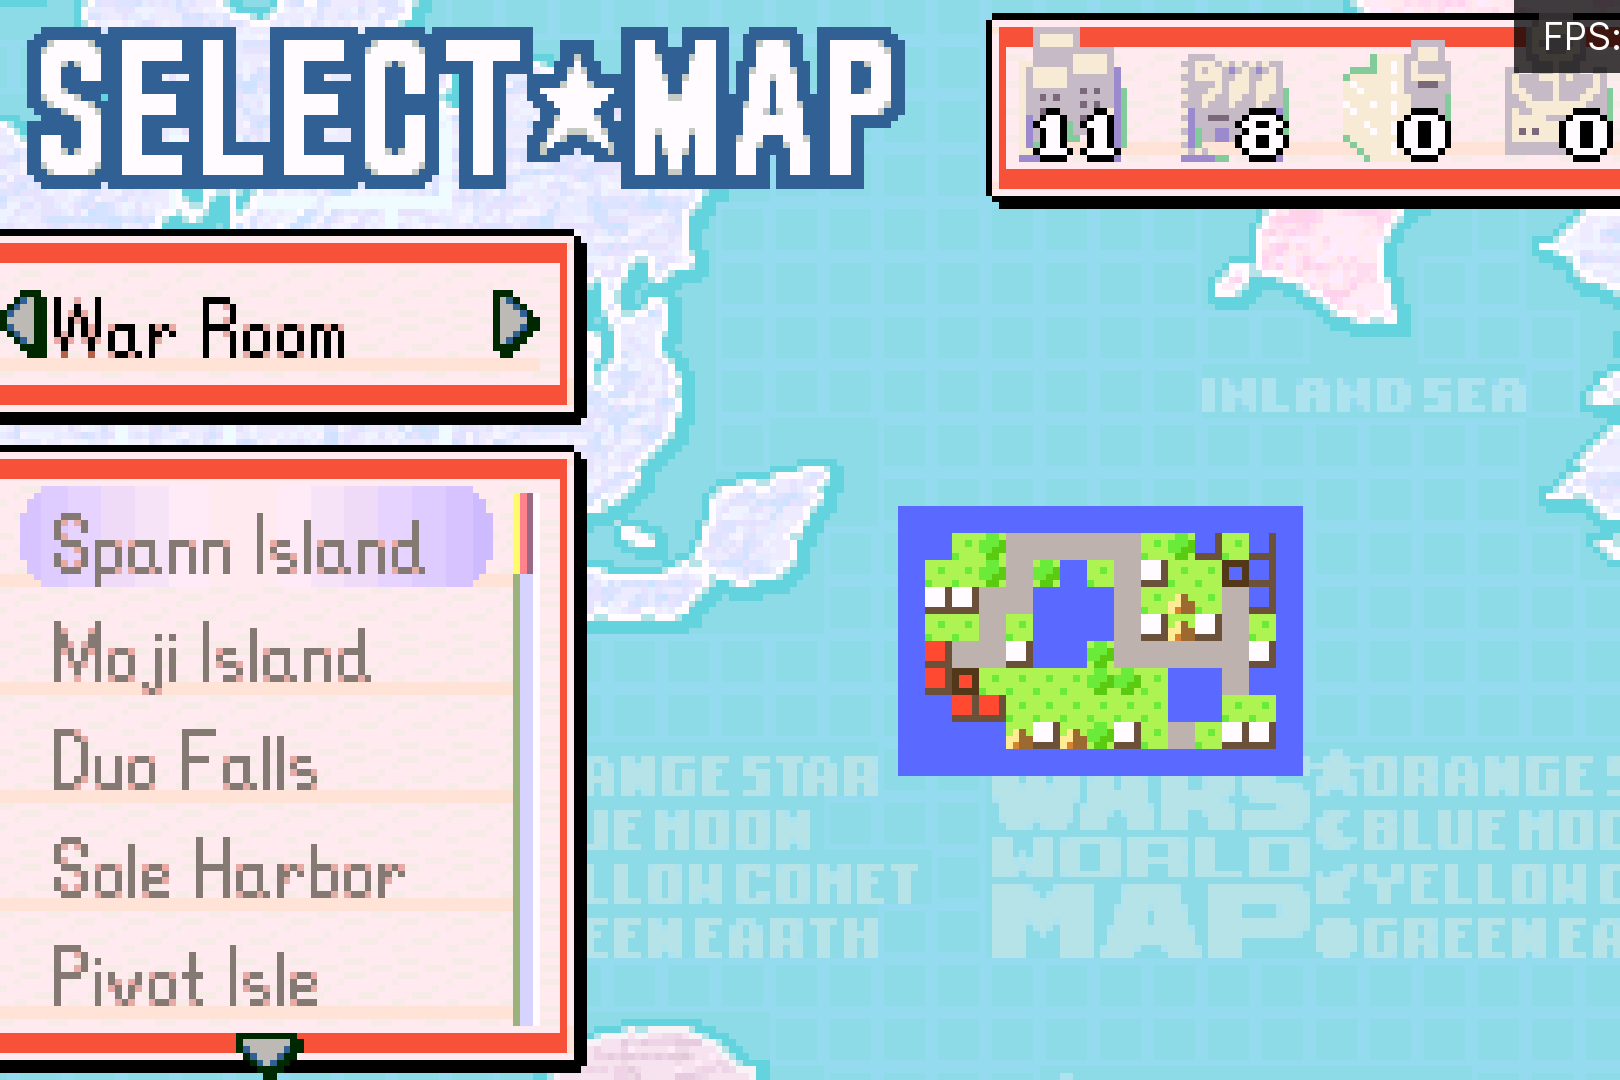 SELECT★MAP
FPS:
11 8 0 0
War Room
INLAND SEA
Spann Island
Moji Island
Duo Falls
Sole Harbor
Pivot Isle
ANGE STAR
UE MOON
LLOW COMET
EEN EARTH
WARS
WORLD
MAP
ORANGE S
BLUE MOO
YELLOW C
GREEN EA